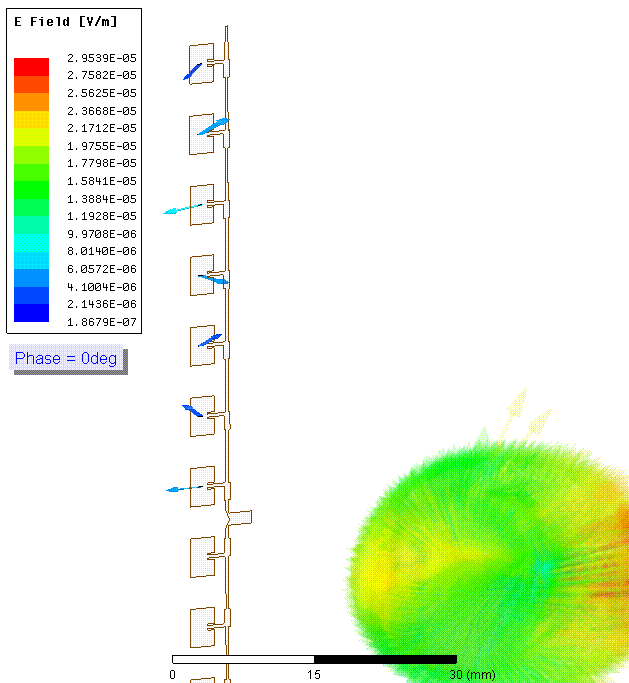 E Field [V/m]
2.9539E-05
2.7582E-05
2.5625E-05
2.3668E-05
2.1712E-05
1.9755E-05
1.7798E-05
1.5841E-05
1.3884E-05
1.1928E-05
9.9708E-06
8.0140E-06
6.0572E-06
4.1004E-06
2.1436E-06
1.8679E-07
Phase = 0deg
0 15 30 (mm)